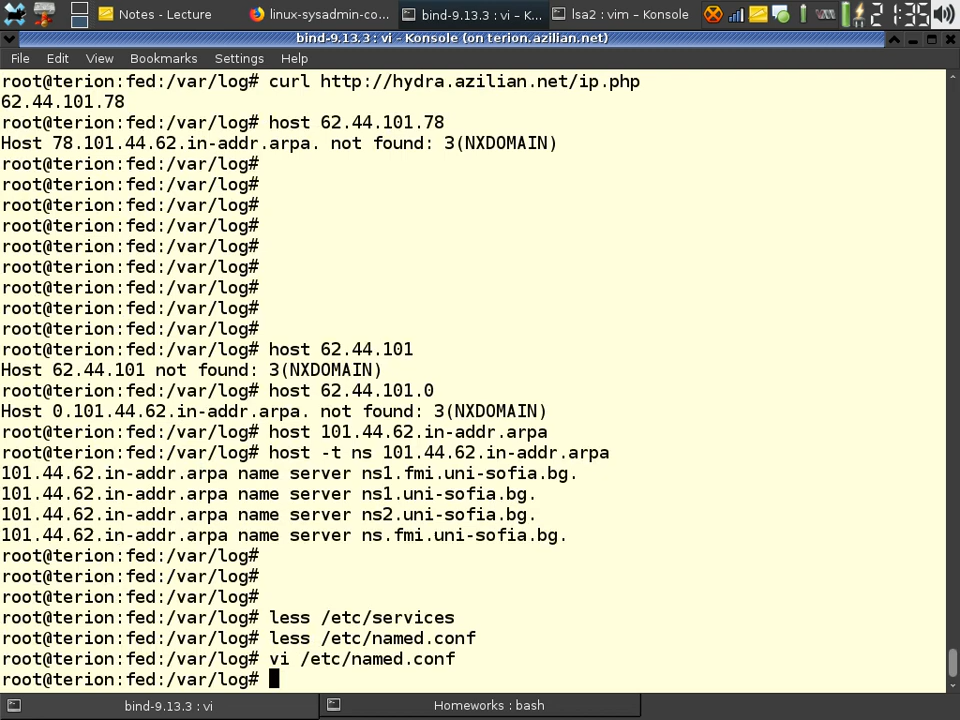 Notes - Lecture
linux-sysadmin-co...
bind-9.13.3 : vi – K...
lsa2 : vim – Konsole
2
1:35
bind-9.13.3 : vi – Konsole (on terion.azilian.net)
File Edit View Bookmarks Settings Help
root@terion:fed:/var/log# curl http://hydra.azilian.net/ip.php
62.44.101.78
root@terion:fed:/var/log# host 62.44.101.78
Host 78.101.44.62.in-addr.arpa. not found: 3(NXDOMAIN)
root@terion:fed:/var/log#
root@terion:fed:/var/log#
root@terion:fed:/var/log#
root@terion:fed:/var/log#
root@terion:fed:/var/log#
root@terion:fed:/var/log#
root@terion:fed:/var/log#
root@terion:fed:/var/log#
root@terion:fed:/var/log#
root@terion:fed:/var/log# host 62.44.101
Host 62.44.101 not found: 3(NXDOMAIN)
root@terion:fed:/var/log# host 62.44.101.0
Host 0.101.44.62.in-addr.arpa. not found: 3(NXDOMAIN)
root@terion:fed:/var/log# host 101.44.62.in-addr.arpa
root@terion:fed:/var/log# host -t ns 101.44.62.in-addr.arpa
101.44.62.in-addr.arpa name server ns1.fmi.uni-sofia.bg.
101.44.62.in-addr.arpa name server ns1.uni-sofia.bg.
101.44.62.in-addr.arpa name server ns2.uni-sofia.bg.
101.44.62.in-addr.arpa name server ns.fmi.uni-sofia.bg.
root@terion:fed:/var/log#
root@terion:fed:/var/log#
root@terion:fed:/var/log#
root@terion:fed:/var/log# less /etc/services
root@terion:fed:/var/log# less /etc/named.conf
root@terion:fed:/var/log# vi /etc/named.conf
root@terion:fed:/var/log#
bind-9.13.3 : vi
Homeworks : bash